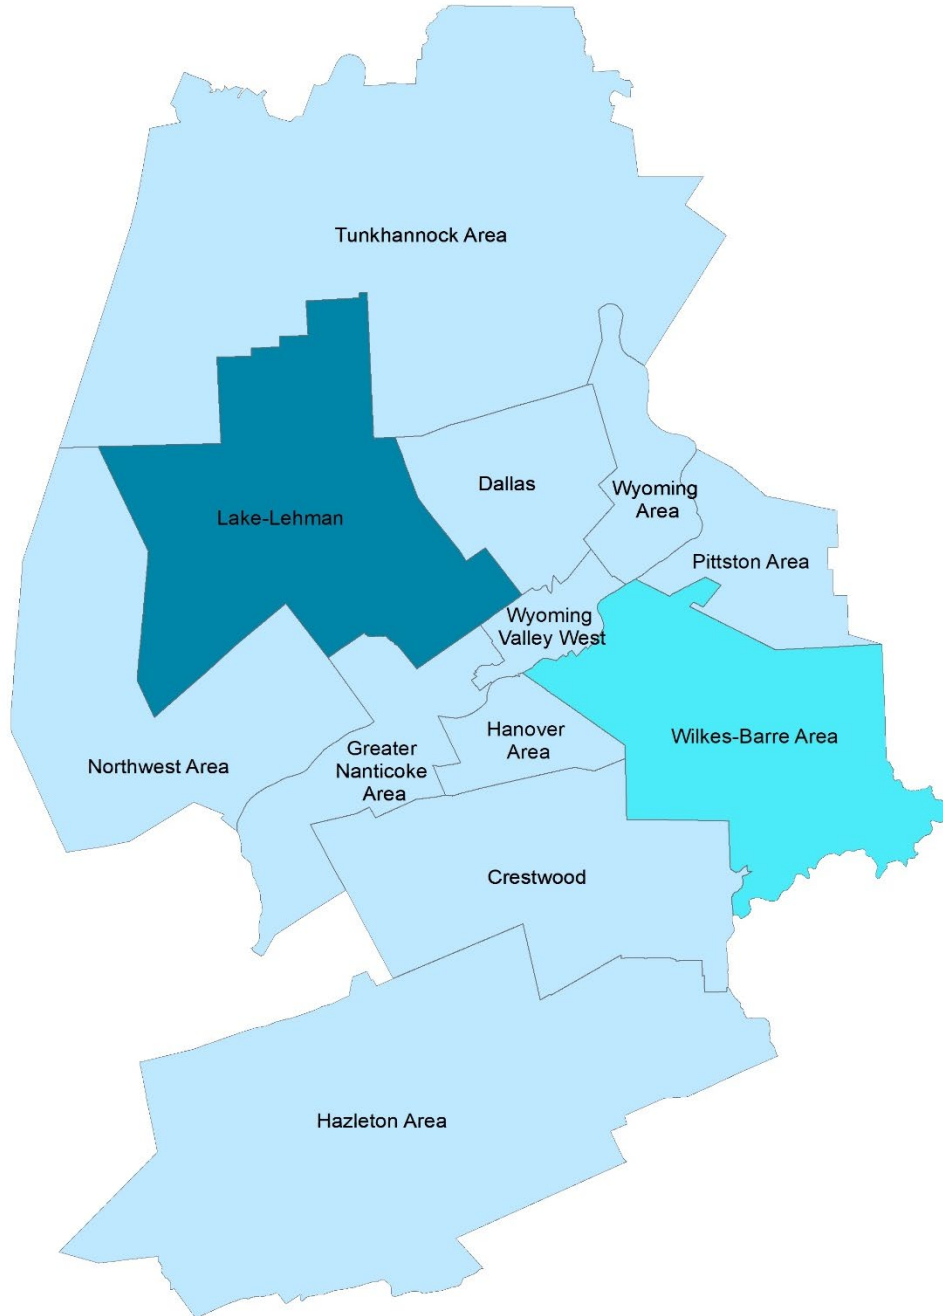 Tunkhannock Area
Dallas
Wyoming
Area
Lake-Lehman
Pittston Area
Wyoming
Valley West
Hanover
Area
Wilkes-Barre Area
Greater
Nanticoke
Area
Northwest Area
Crestwood
Hazleton Area